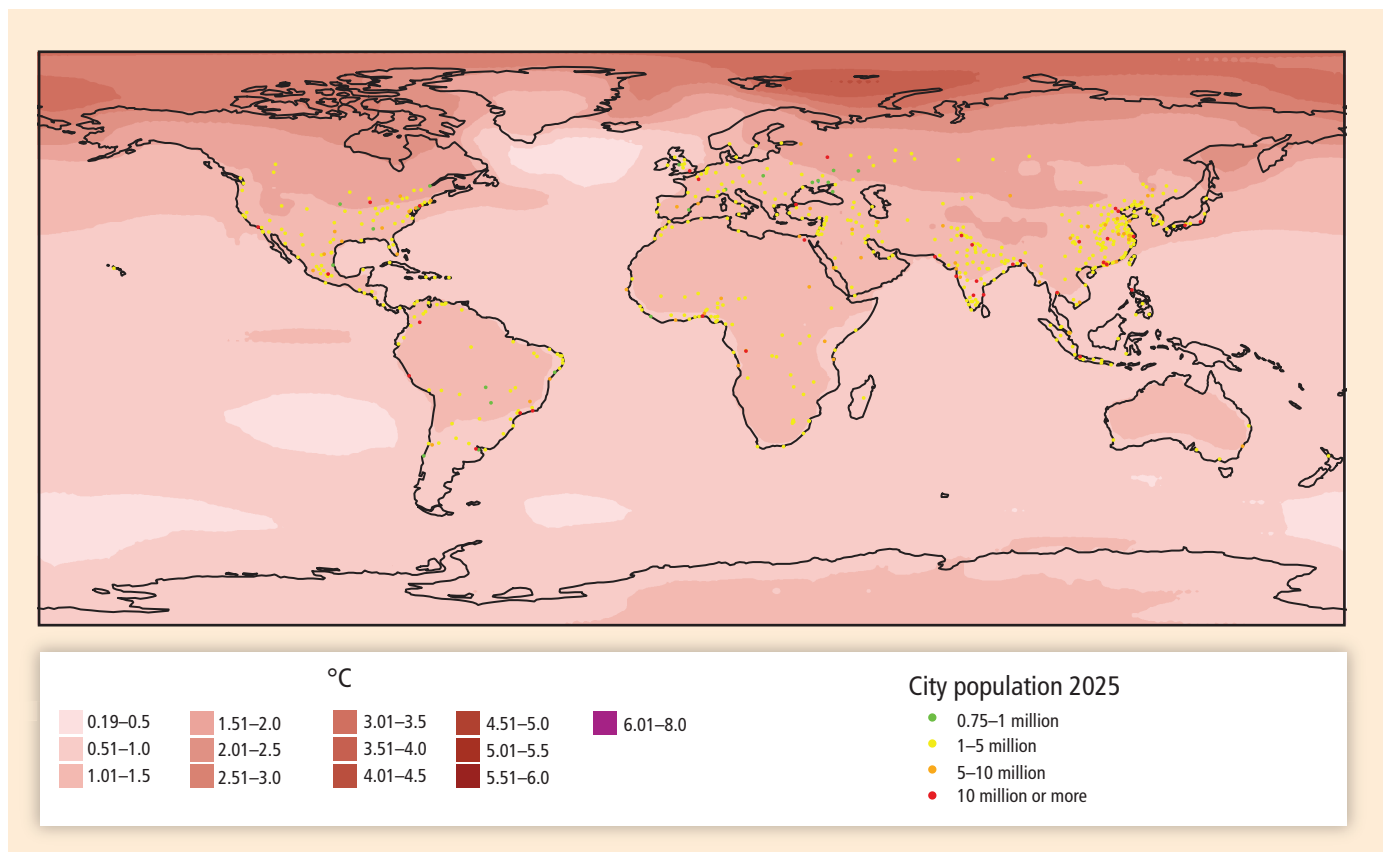 °C
0.19–0.5
0.51–1.0
1.01–1.5
1.51–2.0
2.01–2.5
2.51–3.0
3.01–3.5
3.51–4.0
4.01–4.5
4.51–5.0
5.01–5.5
5.51–6.0
6.01–8.0
City population 2025
0.75–1 million
1–5 million
5–10 million
10 million or more